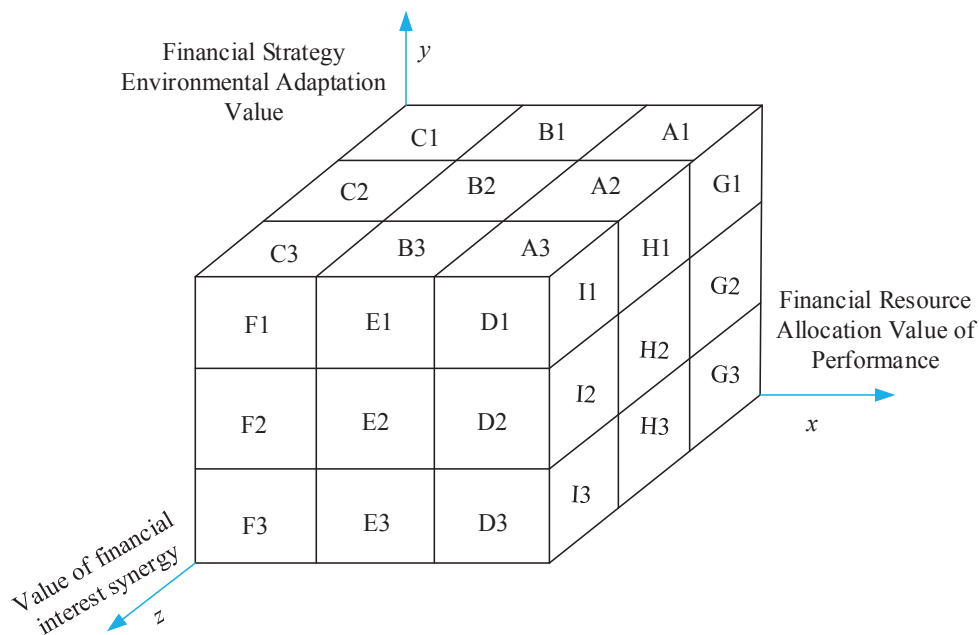 Financial Strategy
Environmental Adaptation
Value
y
C1 B1 A1
C2 B2 A2 G1
C3 B3 A3 H1
I1 G2
F1 E1 D1
Financial Resource
Allocation Value of
Performance
H2 G3
I2
F2 E2 D2 H3
x
I3
F3 E3 D3
Value of financial
interest synergy
z